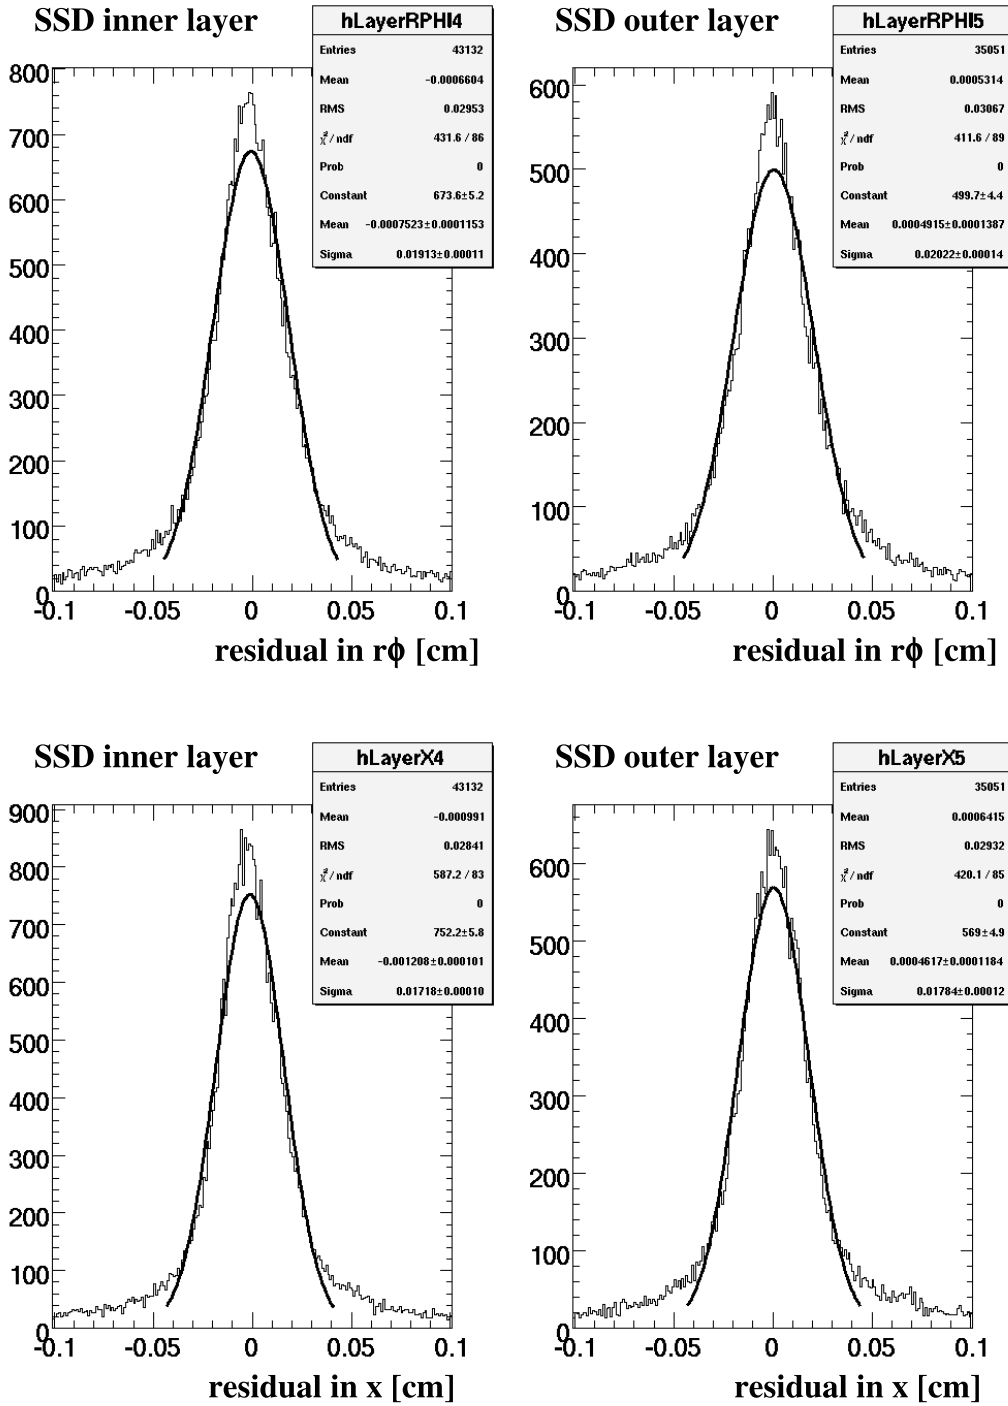 SSD inner layer
hLayerRPHI4
Entries 43132
Mean -0.0006604
RMS 0.02953
χ² / ndf 431.6 / 86
Prob 0
Constant 673.6±5.2
Mean -0.0007523±0.0001153
Sigma 0.01913±0.00011
800
700
600
500
400
300
200
100
0
-0.1 -0.05 0 0.05 0.1
residual in rϕ [cm]
SSD outer layer
hLayerRPHI5
Entries 35051
Mean 0.0005314
RMS 0.03067
χ² / ndf 411.6 / 89
Prob 0
Constant 499.7±4.4
Mean 0.0004915±0.0001387
Sigma 0.02022±0.00014
600
500
400
300
200
100
0
-0.1 -0.05 0 0.05 0.1
residual in rϕ [cm]
SSD inner layer
hLayerX4
Entries 43132
Mean -0.000991
RMS 0.02841
χ² / ndf 587.2 / 83
Prob 0
Constant 752.2±5.8
Mean -0.001208±0.000101
Sigma 0.01718±0.00010
900
800
700
600
500
400
300
200
100
0
-0.1 -0.05 0 0.05 0.1
residual in x [cm]
SSD outer layer
hLayerX5
Entries 35051
Mean 0.0006415
RMS 0.02932
χ² / ndf 420.1 / 85
Prob 0
Constant 569±4.9
Mean 0.0004617±0.0001184
Sigma 0.01784±0.00012
600
500
400
300
200
100
0
-0.1 -0.05 0 0.05 0.1
residual in x [cm]